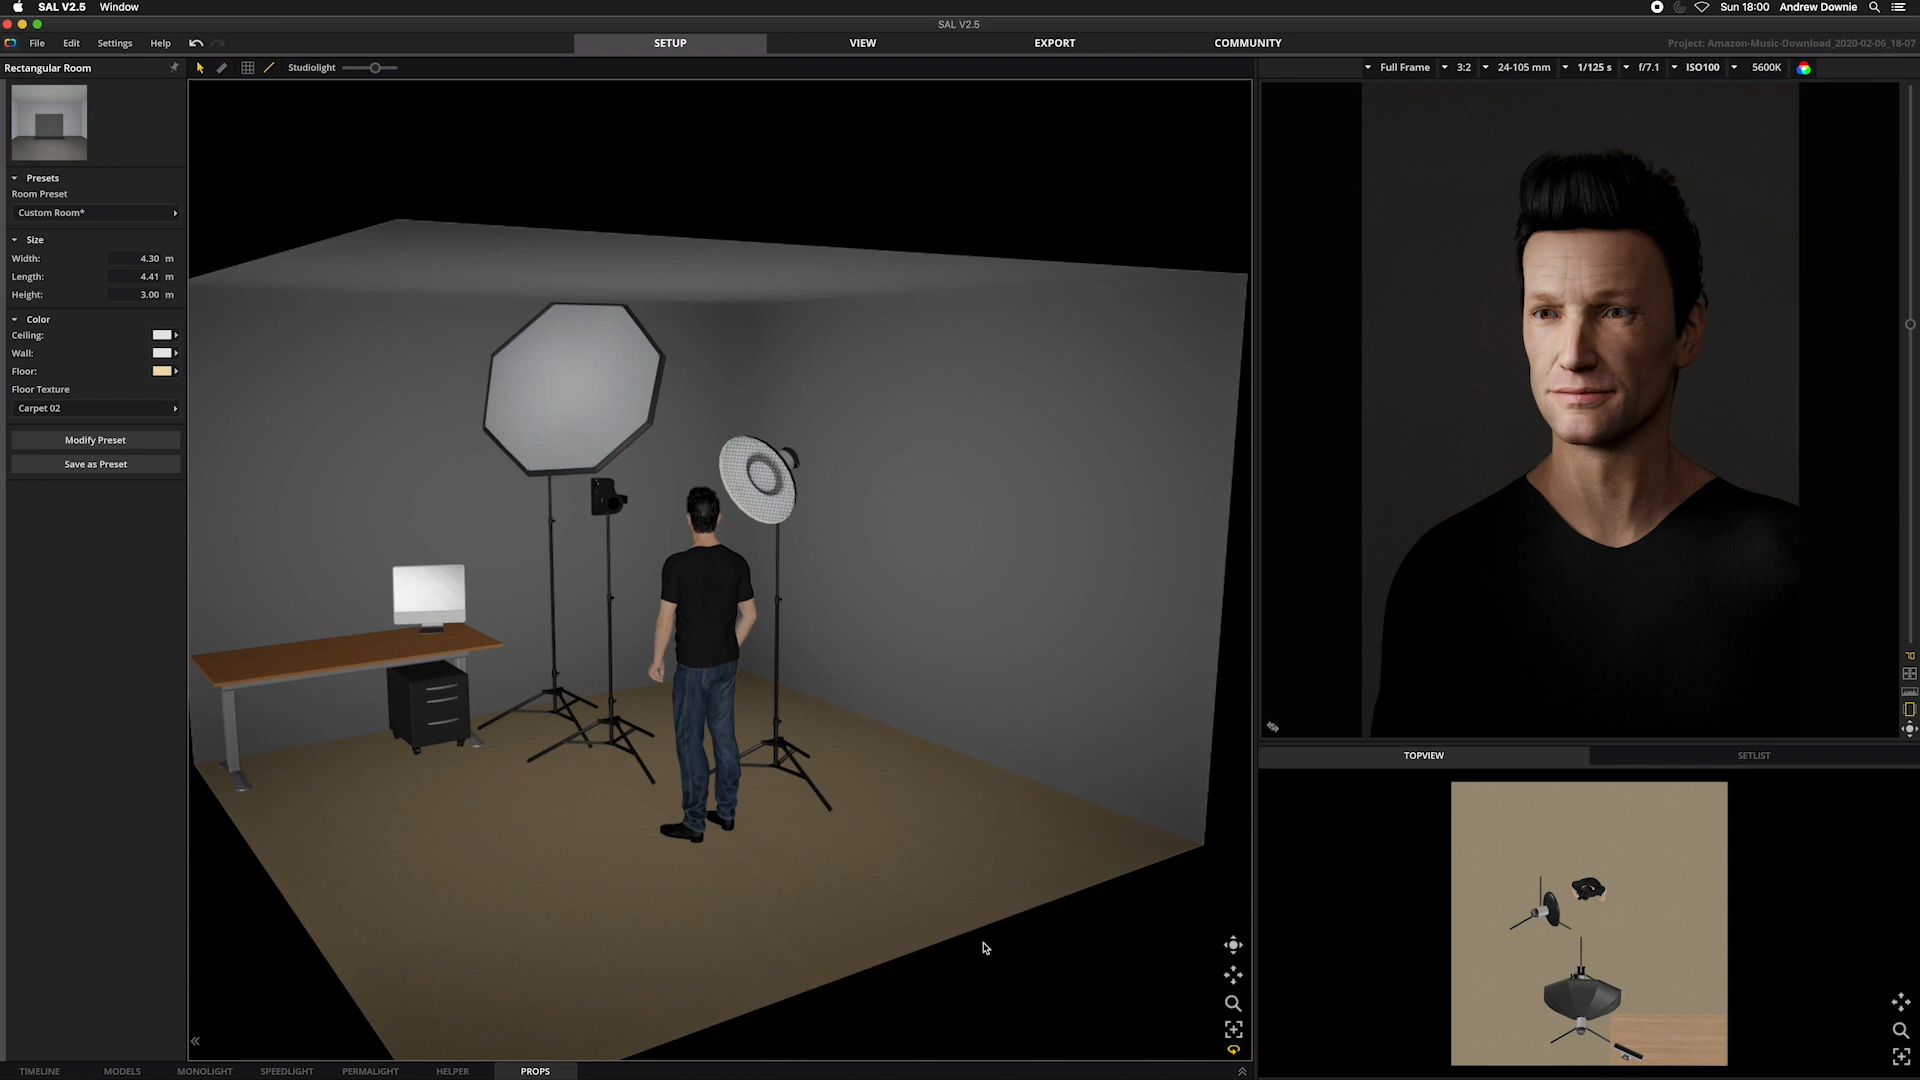 SAL V2.5 Window
Sun 18:00 Andrew Downie
SAL V2.5
File Edit Settings Help
SETUP VIEW EXPORT COMMUNITY
Project: Amazon-Music-Download_2020-02-06_18-07
Rectangular Room
Studiolight
Full Frame 3:2 24-105 mm 1/125 s f/7.1 ISO100 5600K
Presets
Room Preset
Custom Room*
Size
Width: 4.30 m
Length: 4.41 m
Height: 3.00 m
Color
Ceiling:
Wall:
Floor:
Floor Texture
Carpet 02
Modify Preset
Save as Preset
TOPVIEW SETLIST
TIMELINE MODELS MONOLIGHT SPEEDLIGHT PERMALIGHT HELPER PROPS